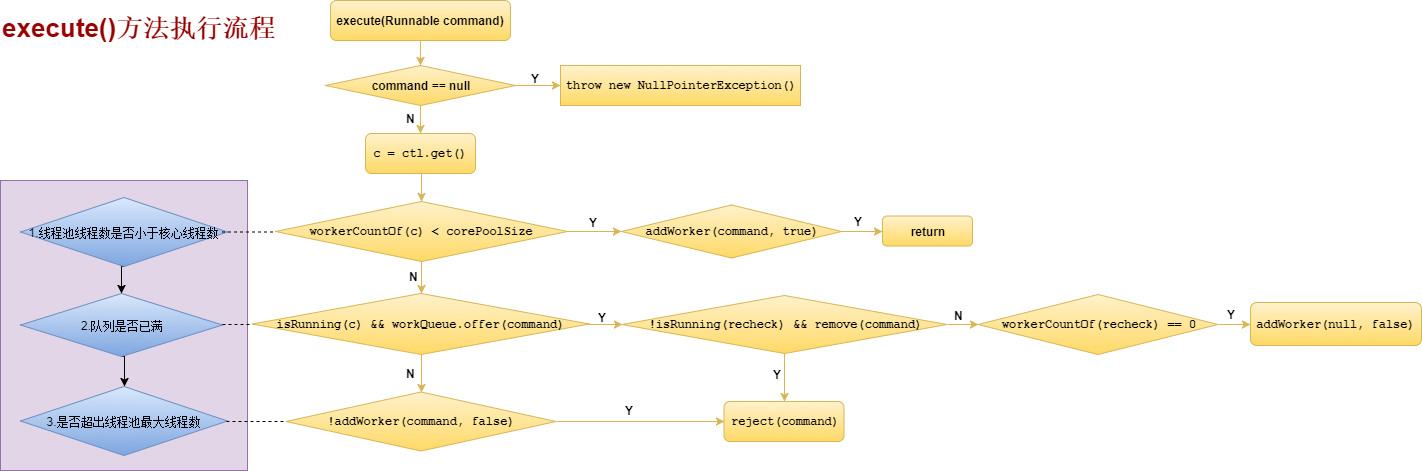 execute()方法执行流程
execute(Runnable command)
command == null
Y
throw new NullPointerException()
N
c = ctl.get()
1.线程池线程数是否小于核心线程数
workerCountOf(c) < corePoolSize
Y
addWorker(command, true)
Y
return
N
2.队列是否已满
isRunning(c) && workQueue.offer(command)
Y
!isRunning(recheck) && remove(command)
N
workerCountOf(recheck) == 0
Y
addWorker(null, false)
N
Y
3.是否超出线程池最大线程数
!addWorker(command, false)
Y
reject(command)